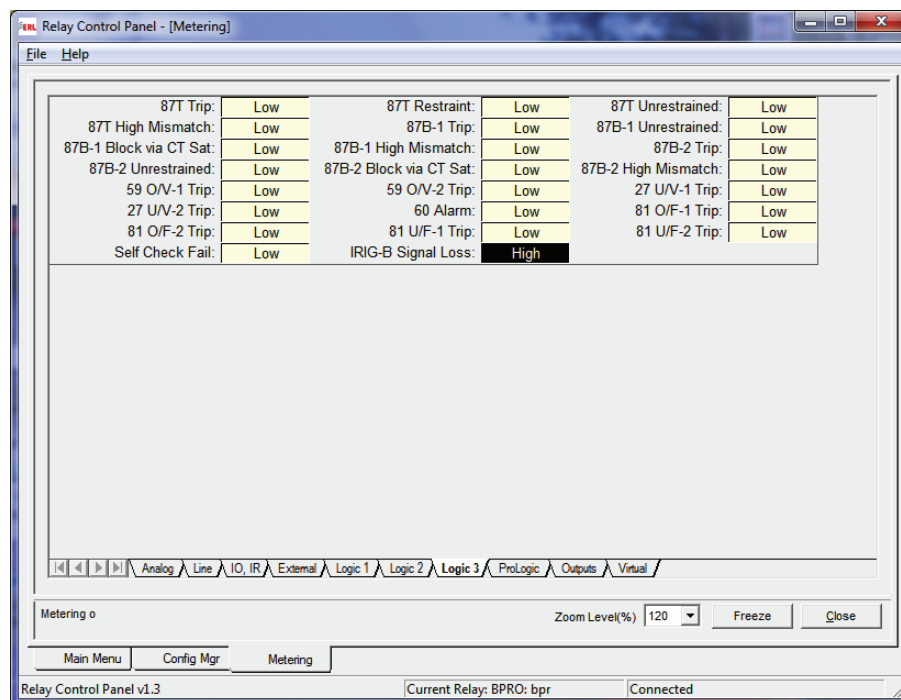 ERL Relay Control Panel - [Metering]
File Help
87T Trip: Low 87T Restraint: Low 87T Unrestrained: Low
87T High Mismatch: Low 87B-1 Trip: Low 87B-1 Unrestrained: Low
87B-1 Block via CT Sat: Low 87B-1 High Mismatch: Low 87B-2 Trip: Low
87B-2 Unrestrained: Low 87B-2 Block via CT Sat: Low 87B-2 High Mismatch: Low
59 O/V-1 Trip: Low 59 O/V-2 Trip: Low 27 U/V-1 Trip: Low
27 U/V-2 Trip: Low 60 Alarm: Low 81 O/F-1 Trip: Low
81 O/F-2 Trip: Low 81 U/F-1 Trip: Low 81 U/F-2 Trip: Low
Self Check Fail: Low IRIG-B Signal Loss: High
Analog Line IO, IR External Logic 1 Logic 2 Logic 3 ProLogic Outputs Virtual
Metering o Zoom Level(%) 120 Freeze Close
Main Menu Config Mgr Metering
Relay Control Panel v1.3 Current Relay: BPRO: bpr Connected